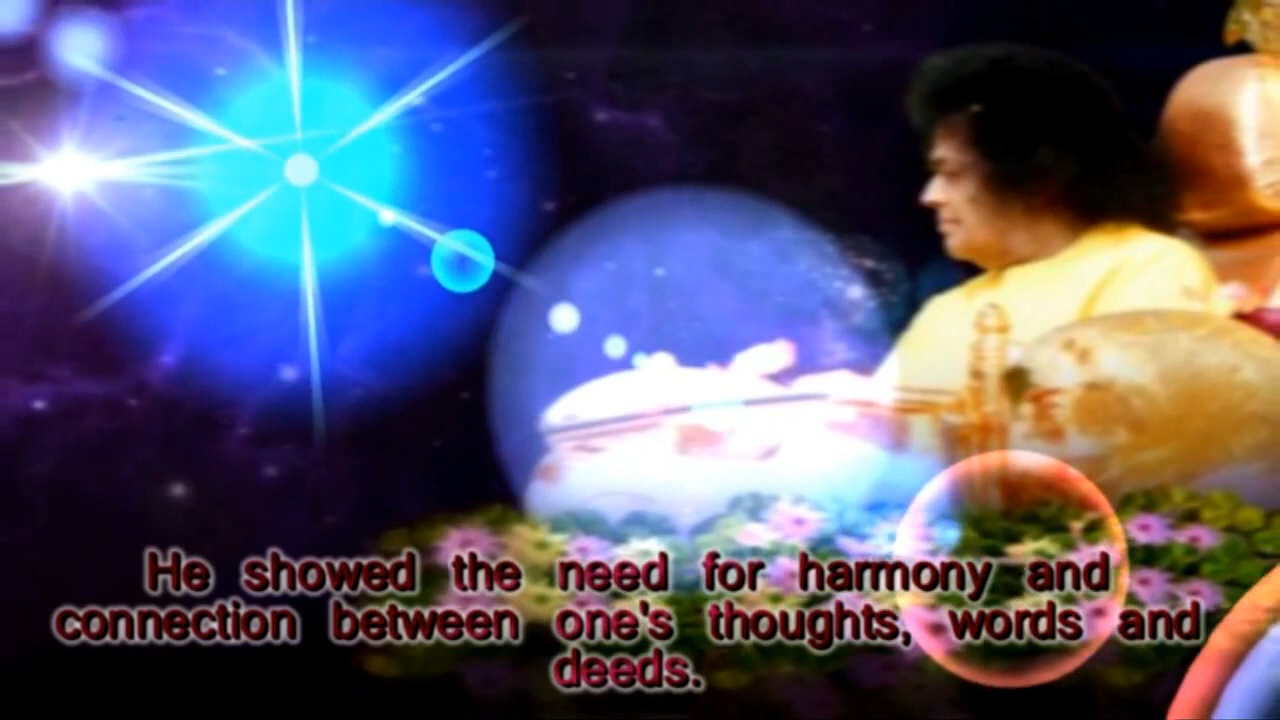 He showed the need for harmony and
connection between one's thoughts, words and
deeds.